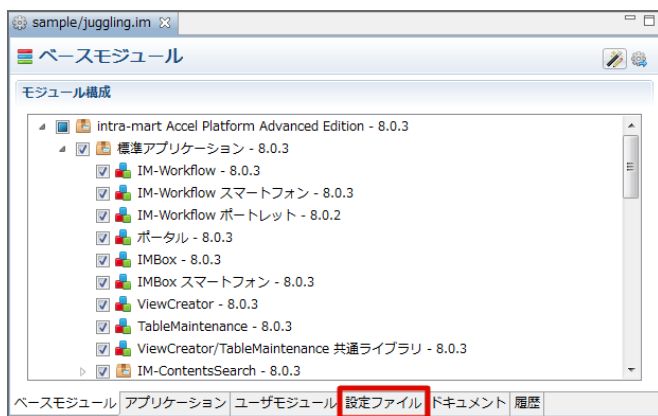 sample/juggling.im
ベースモジュール
モジュール構成
intra-mart Accel Platform Advanced Edition - 8.0.3
標準アプリケーション - 8.0.3
IM-Workflow - 8.0.3
IM-Workflow スマートフォン - 8.0.3
IM-Workflow ポートレット - 8.0.2
ポータル - 8.0.3
IMBox - 8.0.3
IMBox スマートフォン - 8.0.3
ViewCreator - 8.0.3
TableMaintenance - 8.0.3
ViewCreator/TableMaintenance 共通ライブラリ - 8.0.3
IM-ContentsSearch - 8.0.3
ベースモジュール アプリケーション ユーザモジュール 設定ファイル ドキュメント 履歴